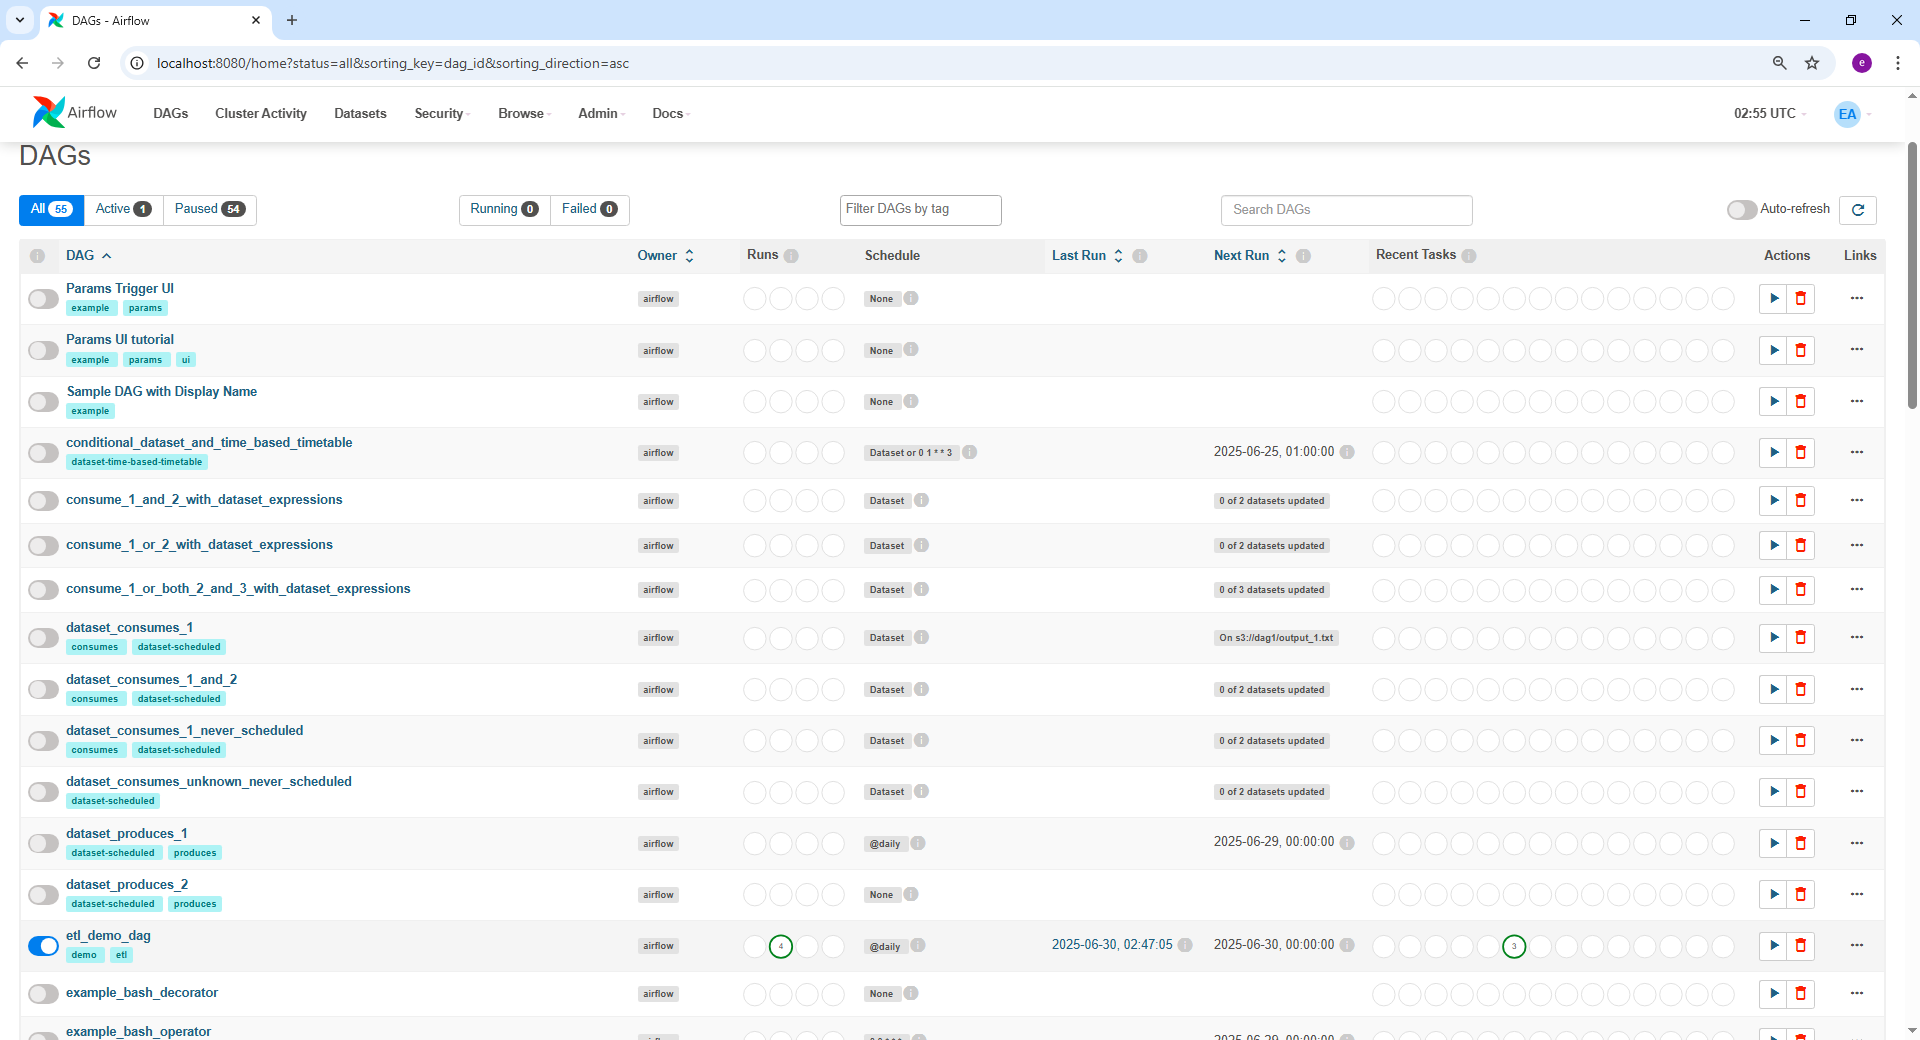 DAGs - Airflow
localhost:8080/home?status=all&sorting_key=dag_id&sorting_direction=asc
e
Airflow DAGs Cluster Activity Datasets Security Browse Admin Docs 02:55 UTC EA
DAGs
All 55 Active 1 Paused 54 Running 0 Failed 0 Filter DAGs by tag Search DAGs Auto-refresh
DAG Owner Runs Schedule Last Run Next Run Recent Tasks Actions Links
Params Trigger UI
example params airflow None
Params UI tutorial
example params ui airflow None
Sample DAG with Display Name
example airflow None
conditional_dataset_and_time_based_timetable
dataset-time-based-timetable airflow Dataset or 0 1 * * 3 2025-06-25, 01:00:00
consume_1_and_2_with_dataset_expressions airflow Dataset 0 of 2 datasets updated
consume_1_or_2_with_dataset_expressions airflow Dataset 0 of 2 datasets updated
consume_1_or_both_2_and_3_with_dataset_expressions airflow Dataset 0 of 3 datasets updated
dataset_consumes_1
consumes dataset-scheduled airflow Dataset On s3://dag1/output_1.txt
dataset_consumes_1_and_2
consumes dataset-scheduled airflow Dataset 0 of 2 datasets updated
dataset_consumes_1_never_scheduled
consumes dataset-scheduled airflow Dataset 0 of 2 datasets updated
dataset_consumes_unknown_never_scheduled
dataset-scheduled airflow Dataset 0 of 2 datasets updated
dataset_produces_1
dataset-scheduled produces airflow @daily 2025-06-29, 00:00:00
dataset_produces_2
dataset-scheduled produces airflow None
etl_demo_dag
demo etl airflow 4 @daily 2025-06-30, 02:47:05 2025-06-30, 00:00:00 3
example_bash_decorator airflow None
example_bash_operator